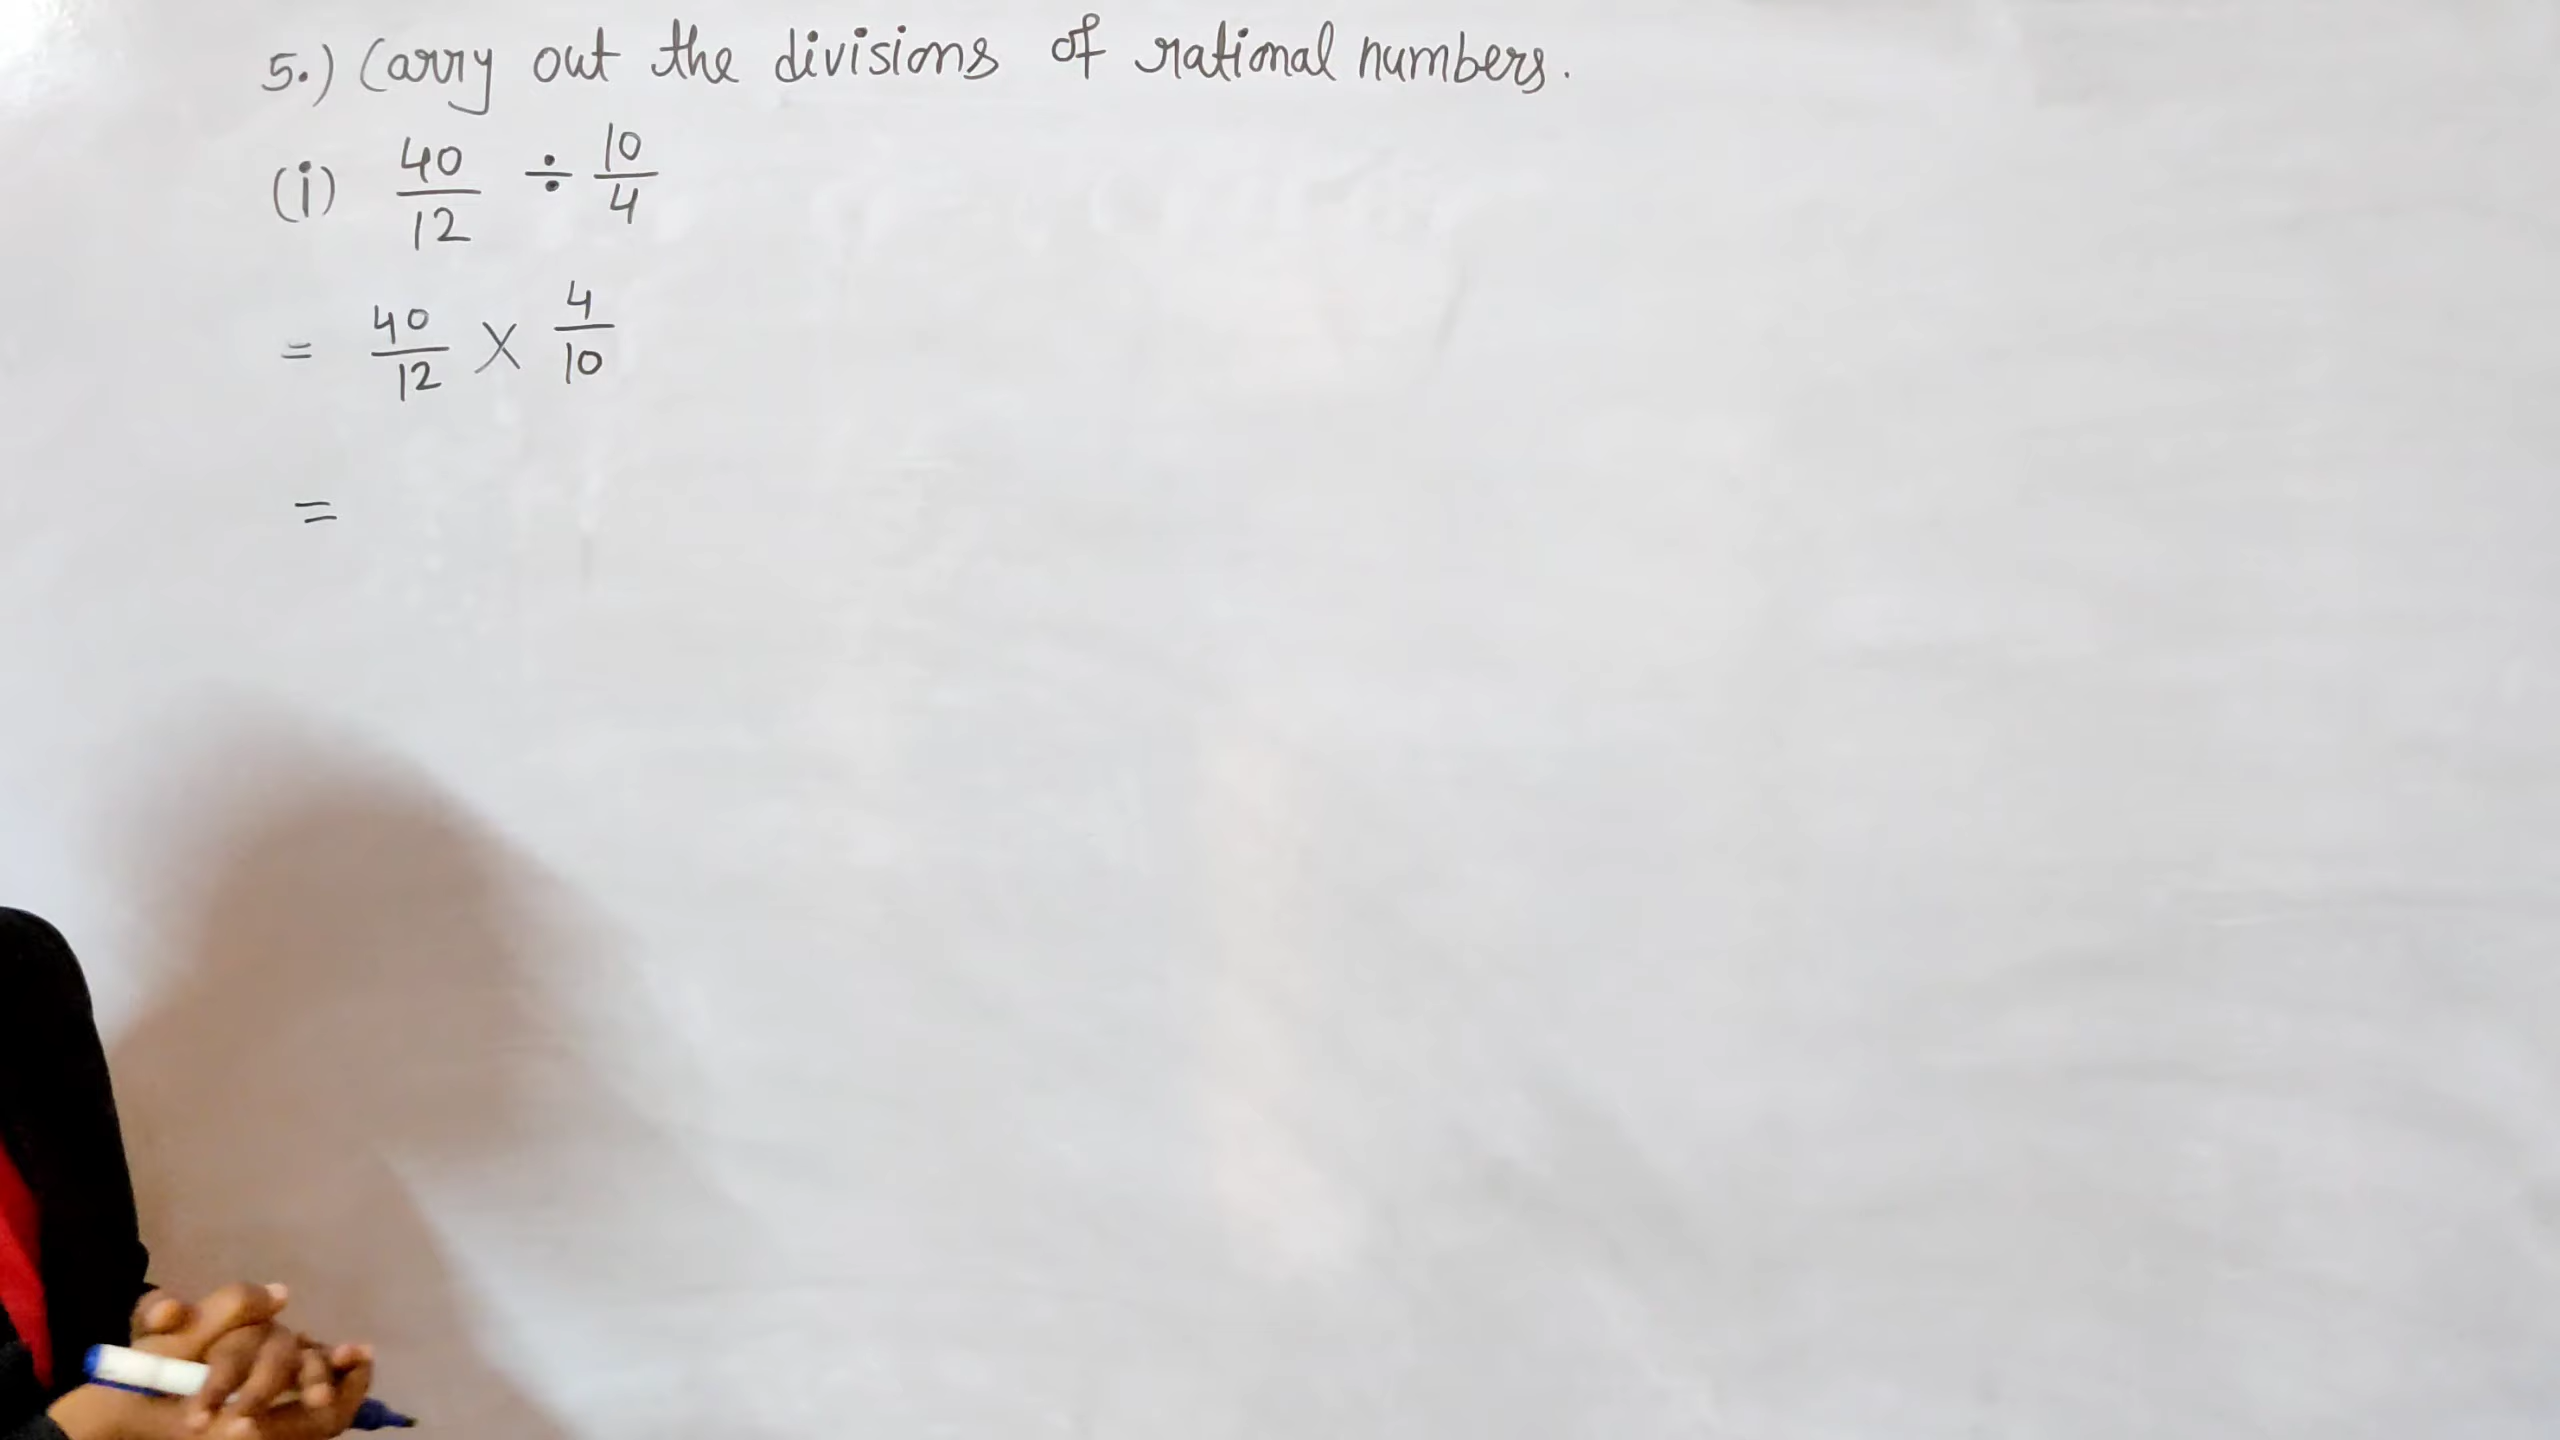 5.) Carry out the divisions of rational numbers.
(i) 40/12 ÷ 10/4
= 40/12 × 4/10
=